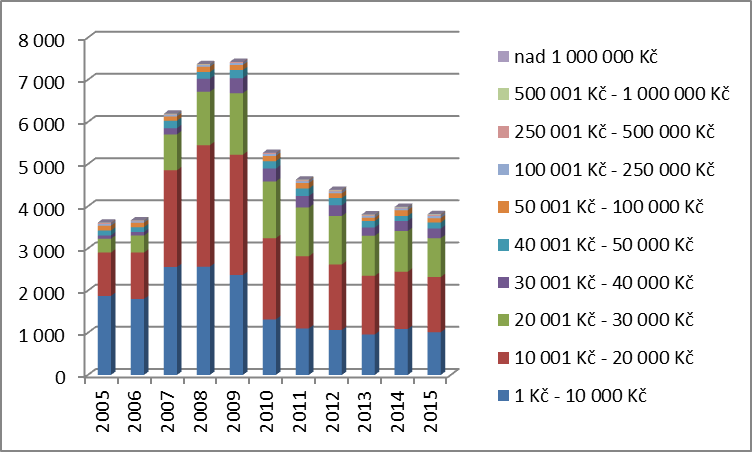 8 000
7 000
6 000
5 000
4 000
3 000
2 000
1 000
0
2005
2006
2007
2008
2009
2010
2011
2012
2013
2014
2015
nad 1 000 000 Kč
500 001 Kč - 1 000 000 Kč
250 001 Kč - 500 000 Kč
100 001 Kč - 250 000 Kč
50 001 Kč - 100 000 Kč
40 001 Kč - 50 000 Kč
30 001 Kč - 40 000 Kč
20 001 Kč - 30 000 Kč
10 001 Kč - 20 000 Kč
1 Kč - 10 000 Kč